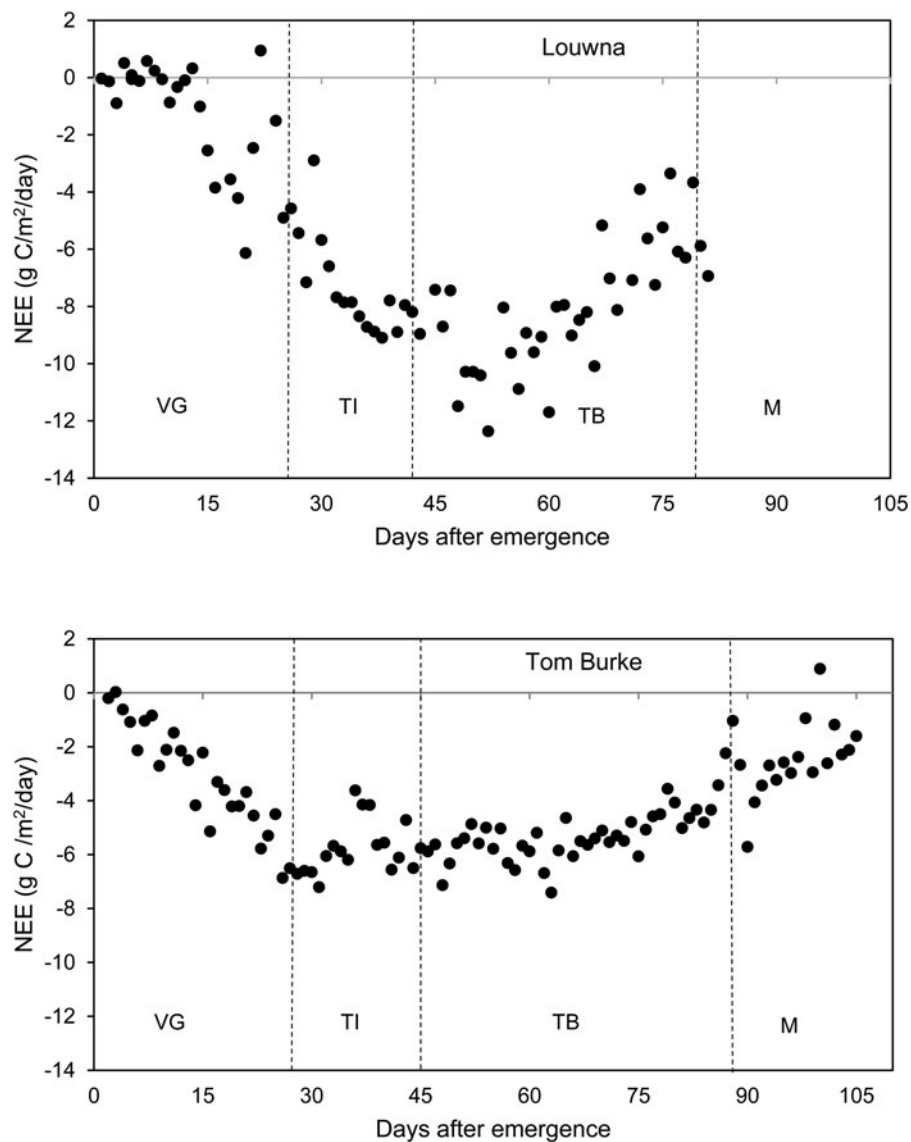 2
Louwna
0
-2
-4
-6
-8
-10
-12
-14
NEE (g C/m²/day)
VG
TI
TB
M
0 15 30 45 60 75 90 105
Days after emergence
2
Tom Burke
0
-2
-4
-6
-8
-10
-12
-14
NEE (g C /m²/day)
VG
TI
TB
M
0 15 30 45 60 75 90 105
Days after emergence